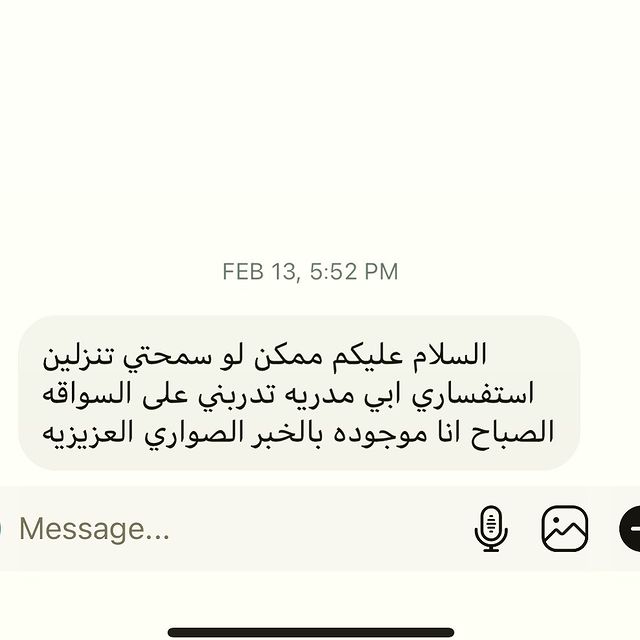 FEB 13, 5:52 PM
السلام عليكم ممكن لو سمحتي تنزلين
استفساري ابي مدريه تدربني على السواقه
الصباح انا موجوده بالخبر الصواري العزيزيه
Message...